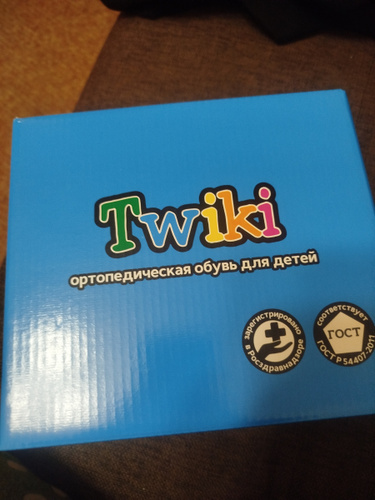 Twiki
ортопедическая обувь для детей
зарегистрировано
в Росздравнадзоре
соответствует
ГОСТ
ГОСТ Р 54407-2011